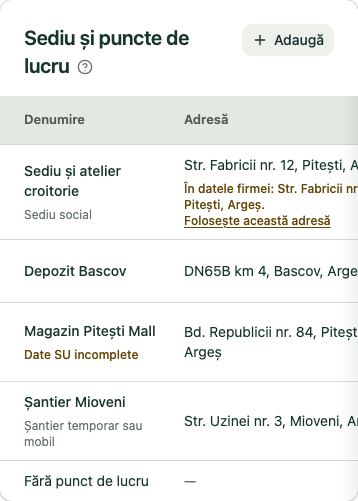 Sediu și puncte de
lucru
+ Adaugă
Denumire
Adresă
Sediu și atelier
croitorie
Sediu social
Str. Fabricii nr. 12, Pitești,
În datele firmei: Str. Fabricii
Pitești, Argeș.
Folosește această adresă
Depozit Bascov
DN65B km 4, Bascov,
Magazin Pitești Mall
Date SU incomplete
Bd. Republicii nr. 84,
Argeș
Șantier Mioveni
Șantier temporar sau
mobil
Str. Uzinei nr. 3, Mioveni,
Fără punct de lucru
—